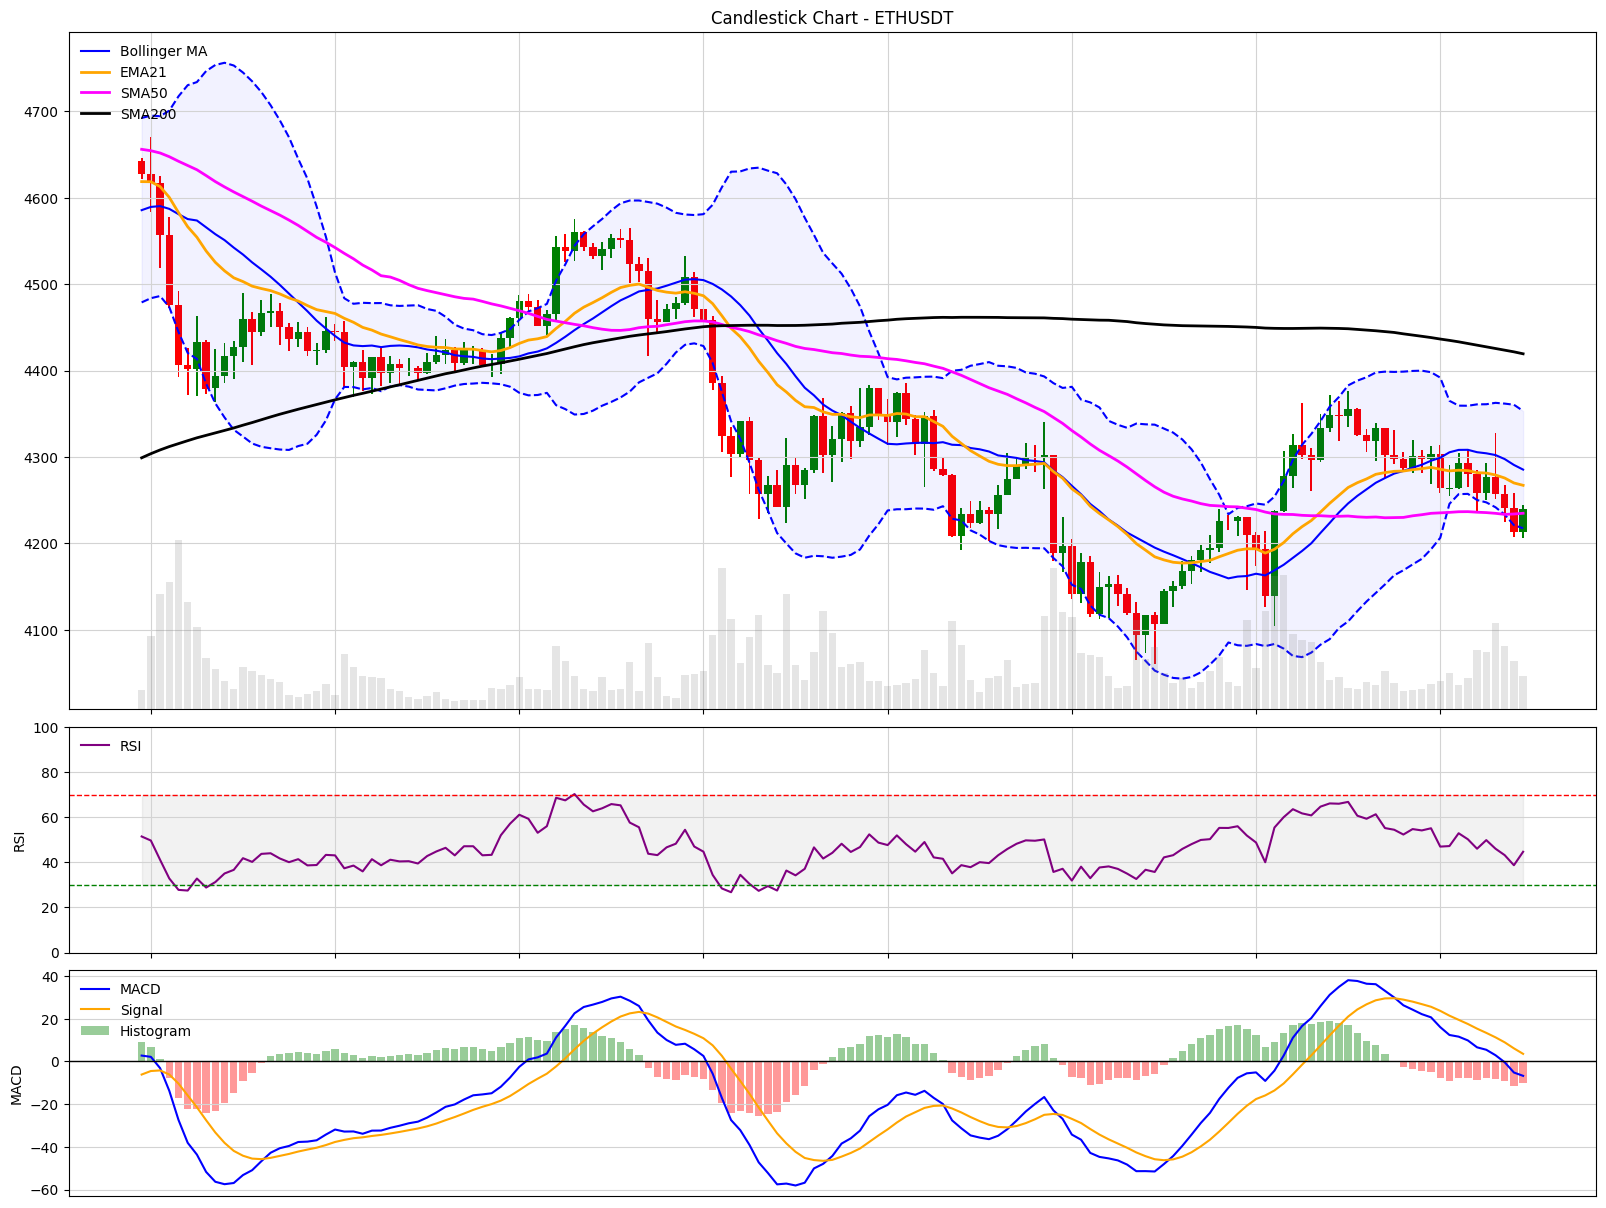 Candlestick Chart - ETHUSDT
Bollinger MA
EMA21
SMA50
SMA200
4700
4600
4500
4400
4300
4200
4100
RSI
100
80
60
40
20
0
RSI
MACD
Signal
Histogram
40
20
0
−20
−40
−60
MACD